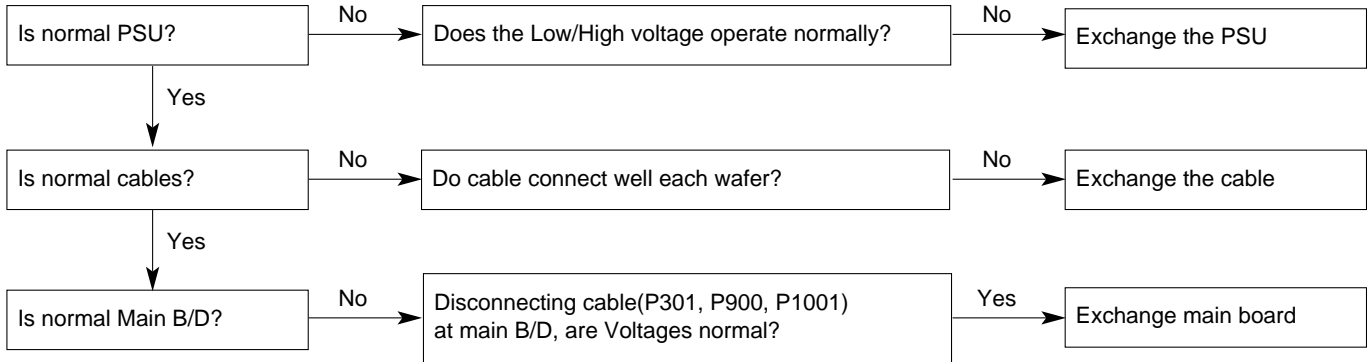 Is normal PSU?
No
Does the Low/High voltage operate normally?
No
Exchange the PSU
Yes
Is normal cables?
No
Do cable connect well each wafer?
No
Exchange the cable
Yes
Is normal Main B/D?
No
Disconnecting cable(P301, P900, P1001)
at main B/D, are Voltages normal?
Yes
Exchange main board